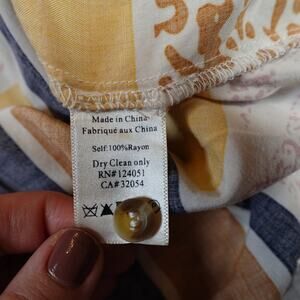 Made in China
Fabriqué aux China
Self:100%Rayon
Dry Clean only
RN#124051
CA#32054